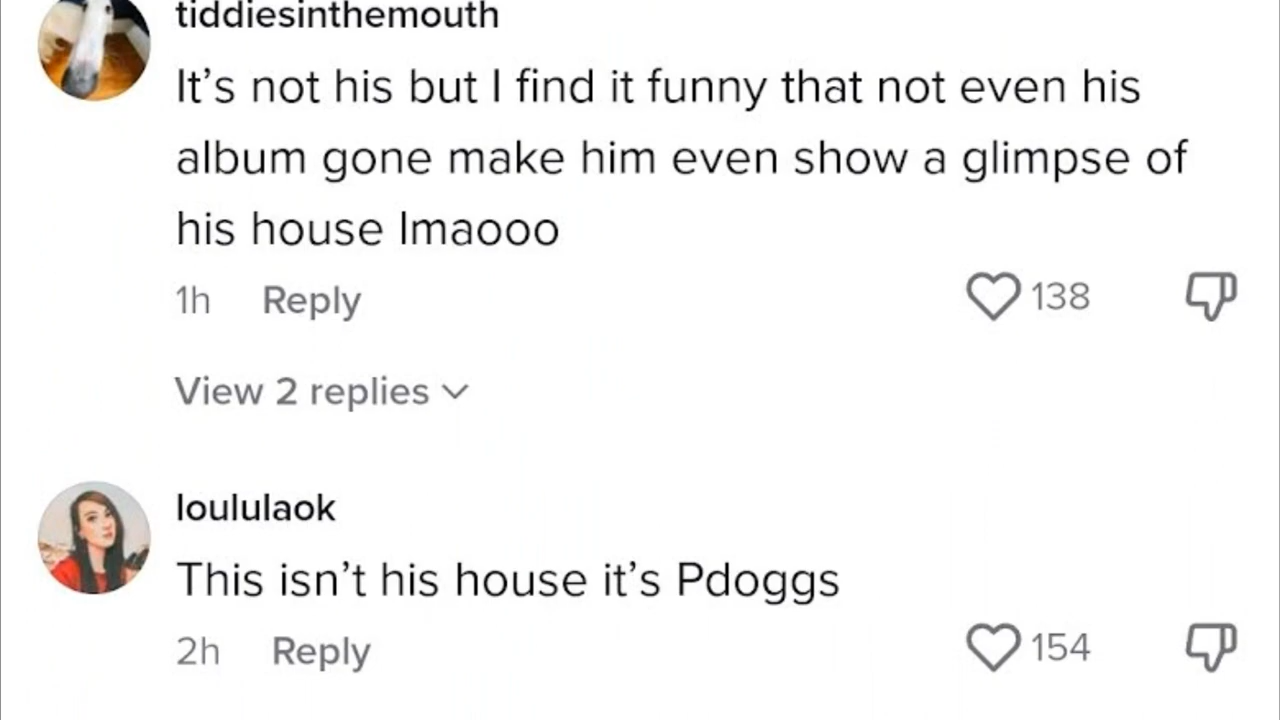 tiddiesinthemouth
It’s not his but I find it funny that not even his
album gone make him even show a glimpse of
his house lmaooo
1h Reply 138
View 2 replies
loululaok
This isn’t his house it’s Pdoggs
2h Reply 154